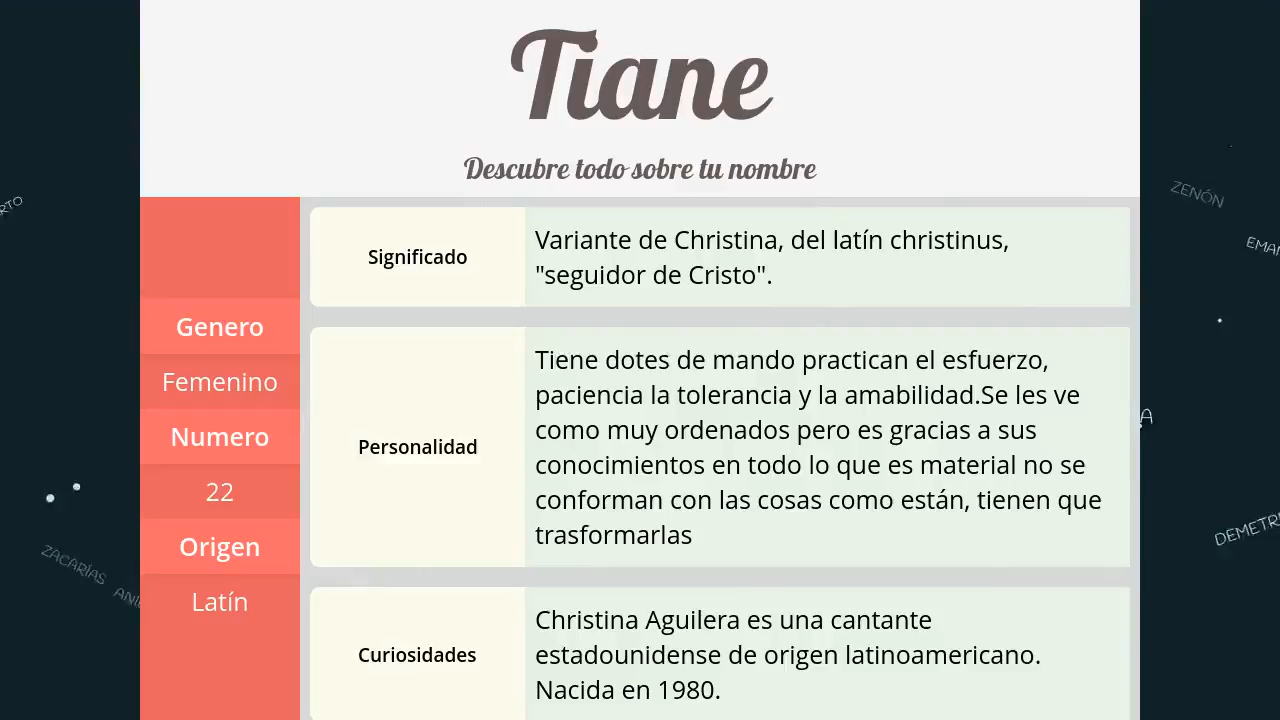 Tiane
Descubre todo sobre tu nombre
Genero
Femenino
Numero
22
Origen
Latín
Significado
Variante de Christina, del latín christinus,
"seguidor de Cristo".
Personalidad
Tiene dotes de mando practican el esfuerzo,
paciencia la tolerancia y la amabilidad.Se les ve
como muy ordenados pero es gracias a sus
conocimientos en todo lo que es material no se
conforman con las cosas como están, tienen que
trasformarlas
Curiosidades
Christina Aguilera es una cantante
estadounidense de origen latinoamericano.
Nacida en 1980.
RTO
ZACARÍAS
ZENÓN
EMA
A
DEMETR